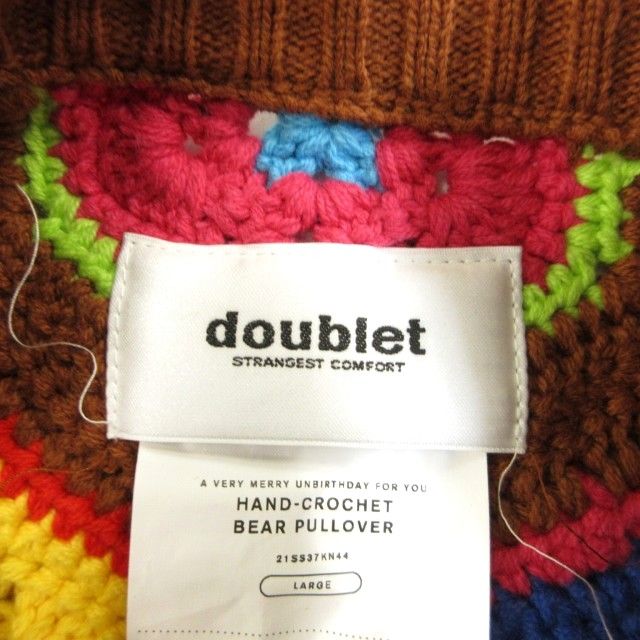 doublet
STRANGEST COMFORT
A VERY MERRY UNBIRTHDAY FOR YOU
HAND-CROCHET
BEAR PULLOVER
21SS37KN44
LARGE